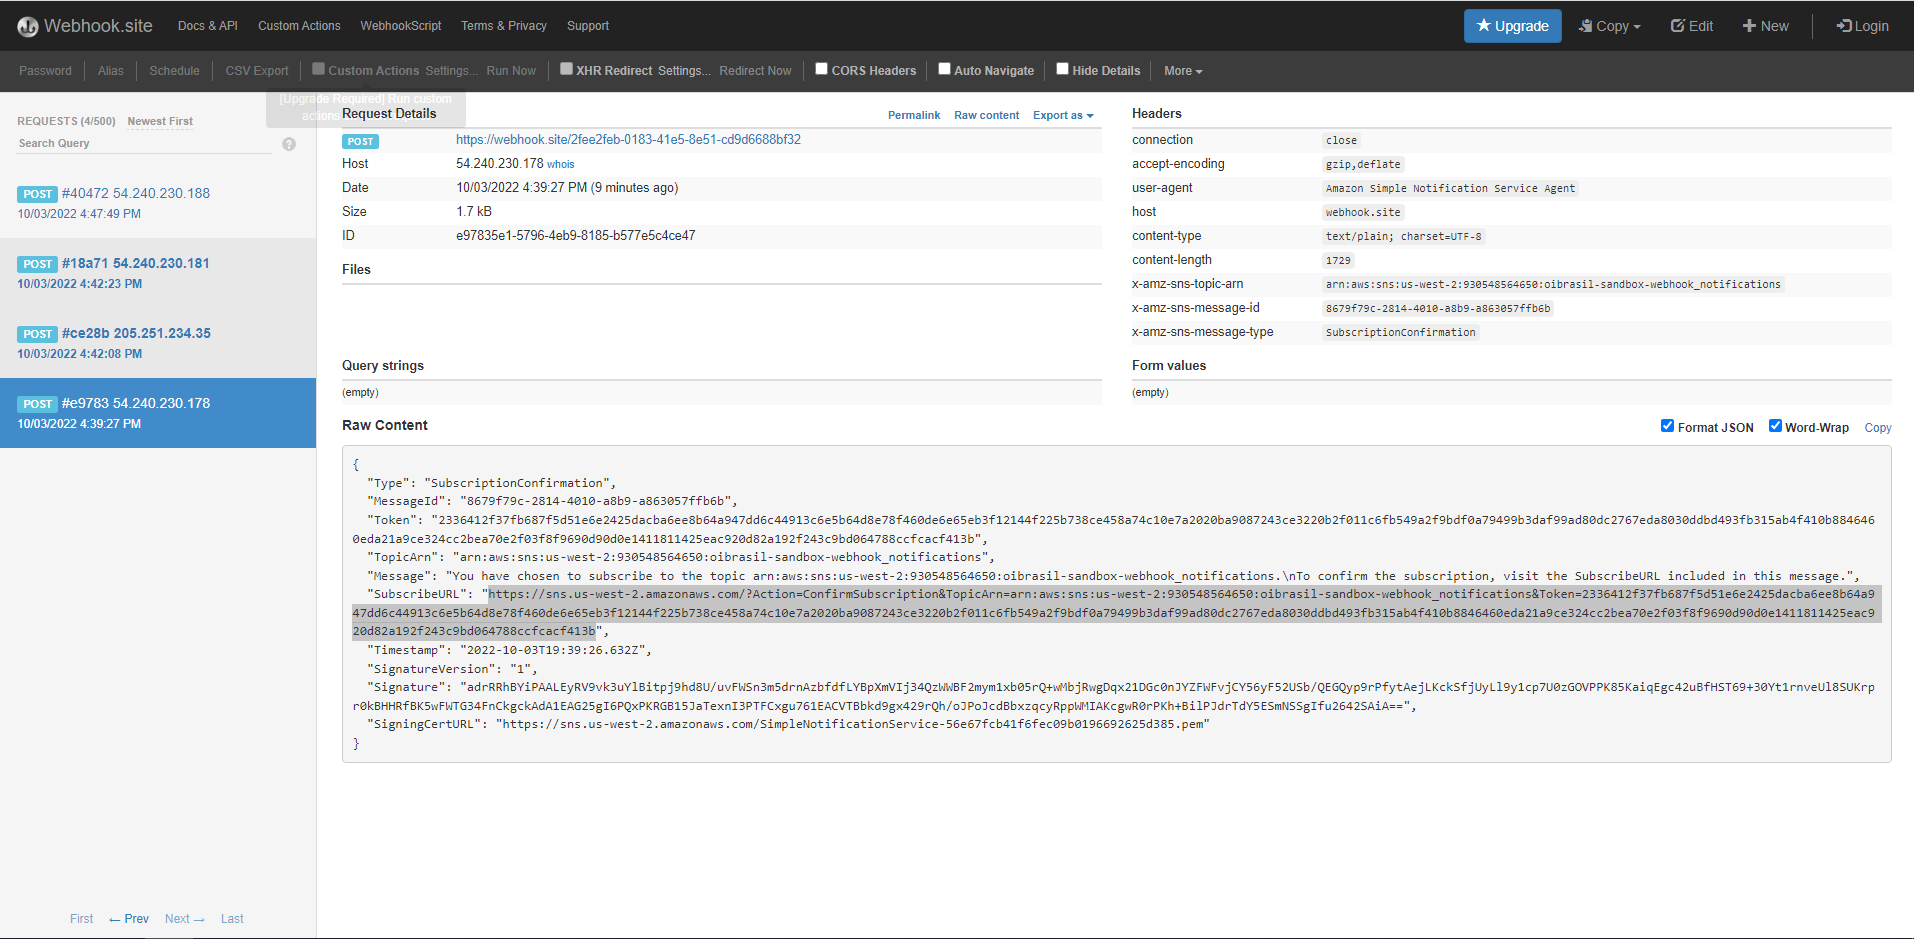 Webhook.site Docs & API Custom Actions WebhookScript Terms & Privacy Support Upgrade Copy Edit New Login
Password Alias Schedule CSV Export Custom Actions Settings... Run Now XHR Redirect Settings... Redirect Now CORS Headers Auto Navigate Hide Details More
[Upgrade Required] Run custom
actions
REQUESTS (4/500) Newest First
Search Query
?
POST #40472 54.240.230.188
10/03/2022 4:47:49 PM
POST #18a71 54.240.230.181
10/03/2022 4:42:23 PM
POST #ce28b 205.251.234.35
10/03/2022 4:42:08 PM
POST #e9783 54.240.230.178
10/03/2022 4:39:27 PM
First ← Prev Next → Last
Request Details Permalink Raw content Export as
POST https://webhook.site/2fee2feb-0183-41e5-8e51-cd9d6688bf32
Host 54.240.230.178 whois
Date 10/03/2022 4:39:27 PM (9 minutes ago)
Size 1.7 kB
ID e97835e1-5796-4eb9-8185-b577e5c4ce47
Files
Headers
connection close
accept-encoding gzip,deflate
user-agent Amazon Simple Notification Service Agent
host webhook.site
content-type text/plain; charset=UTF-8
content-length 1729
x-amz-sns-topic-arn arn:aws:sns:us-west-2:930548564650:oibrasil-sandbox-webhook_notifications
x-amz-sns-message-id 8679f79c-2814-4010-a8b9-a863057ffb6b
x-amz-sns-message-type SubscriptionConfirmation
Query strings
(empty)
Form values
(empty)
Raw Content Format JSON Word-Wrap Copy
{
"Type": "SubscriptionConfirmation",
"MessageId": "8679f79c-2814-4010-a8b9-a863057ffb6b",
"Token": "2336412f37fb687f5d51e6e2425dacba6ee8b64a947dd6c44913c6e5b64d8e78f460de6e65eb3f12144f225b738ce458a74c10e7a2020ba9087243ce3220b2f011c6fb549a2f9bdf0a79499b3daf99ad80dc2767eda8030ddbd493fb315ab4f410b884646
0eda21a9ce324cc2bea70e2f03f8f9690d90d0e1411811425eac920d82a192f243c9bd064788ccfcacf413b",
"TopicArn": "arn:aws:sns:us-west-2:930548564650:oibrasil-sandbox-webhook_notifications",
"Message": "You have chosen to subscribe to the topic arn:aws:sns:us-west-2:930548564650:oibrasil-sandbox-webhook_notifications.\nTo confirm the subscription, visit the SubscribeURL included in this message.",
"SubscribeURL": "https://sns.us-west-2.amazonaws.com/?Action=ConfirmSubscription&TopicArn=arn:aws:sns:us-west-2:930548564650:oibrasil-sandbox-webhook_notifications&Token=2336412f37fb687f5d51e6e2425dacba6ee8b64a9
47dd6c44913c6e5b64d8e78f460de6e65eb3f12144f225b738ce458a74c10e7a2020ba9087243ce3220b2f011c6fb549a2f9bdf0a79499b3daf99ad80dc2767eda8030ddbd493fb315ab4f410b8846460eda21a9ce324cc2bea70e2f03f8f9690d90d0e1411811425eac9
20d82a192f243c9bd064788ccfcacf413b",
"Timestamp": "2022-10-03T19:39:26.632Z",
"SignatureVersion": "1",
"Signature": "adrRRhBYiPAALEyRV9vk3uYlBitpj9hd8U/uvFWSn3m5drnAzbfdfLYBpXmVIj34QzWWBF2mym1xb05rQ+wMbjRwgDqx21DGc0nJYZFWFvjCY56yF52USb/QEGQyp9rPfytAejLKckSfjUyLl9y1cp7U0zGOVPPK85KaiqEgc42uBfHST69+30Yt1rnveUl8SUKrp
r0kBHHRfBK5wFWTG34FnCkgckAdA1EAG25gI6PQxPKRGB15JaTexnI3PTFCxgu761EACVTBbkd9gx429rQh/oJPoJcdBbxzqcyRppWMIAKcgwR0rPKh+BilPJdrTdY5ESmNSSgIfu2642SAiA==",
"SigningCertURL": "https://sns.us-west-2.amazonaws.com/SimpleNotificationService-56e67fcb41f6fec09b0196692625d385.pem"
}